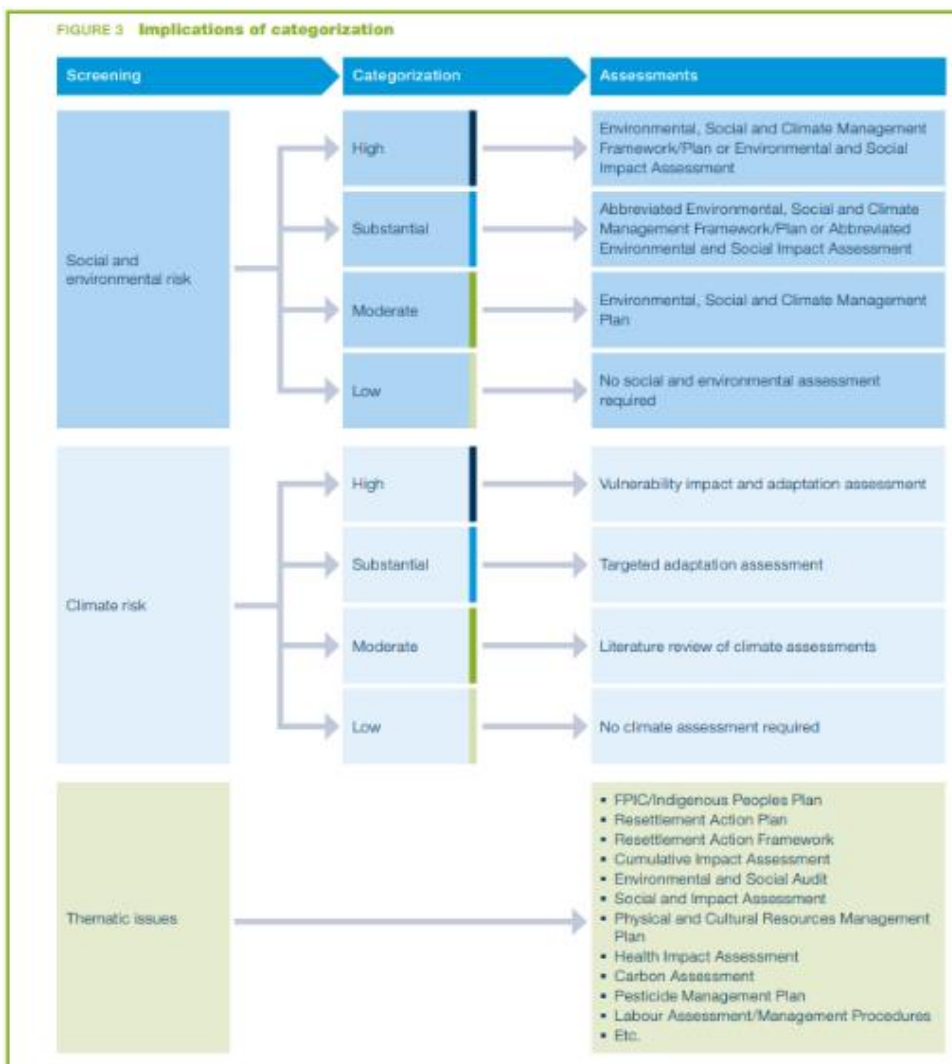 FIGURE 3 Implications of categorization
Screening
Categorization
Assessments
Social and
environmental risk
High
Environmental, Social and Climate Management
Framework/Plan or Environmental and Social
Impact Assessment
Substantial
Abbreviated Environmental, Social and Climate
Management Framework/Plan or Abbreviated
Environmental and Social Impact Assessment
Moderate
Environmental, Social and Climate Management
Plan
Low
No social and environmental assessment
required
Climate risk
High
Vulnerability impact and adaptation assessment
Substantial
Targeted adaptation assessment
Moderate
Literature review of climate assessments
Low
No climate assessment required
Thematic issues
▪ FPIC/Indigenous Peoples Plan
▪ Resettlement Action Plan
▪ Resettlement Action Framework
▪ Cumulative Impact Assessment
▪ Environmental and Social Audit
▪ Social and Impact Assessment
▪ Physical and Cultural Resources Management
Plan
▪ Health Impact Assessment
▪ Carbon Assessment
▪ Pesticide Management Plan
▪ Labour Assessment/Management Procedures
▪ Etc.